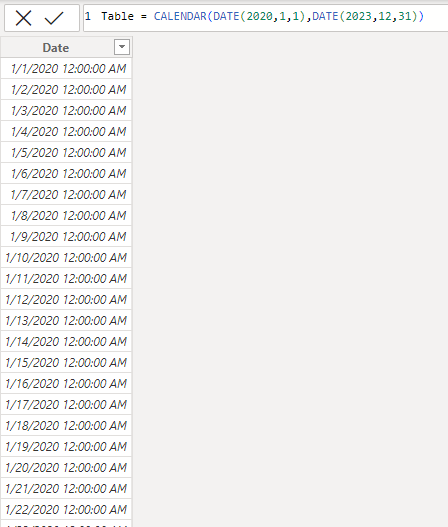 1 Table = CALENDAR(DATE(2020,1,1),DATE(2023,12,31))
Date
1/1/2020 12:00:00 AM
1/2/2020 12:00:00 AM
1/3/2020 12:00:00 AM
1/4/2020 12:00:00 AM
1/5/2020 12:00:00 AM
1/6/2020 12:00:00 AM
1/7/2020 12:00:00 AM
1/8/2020 12:00:00 AM
1/9/2020 12:00:00 AM
1/10/2020 12:00:00 AM
1/11/2020 12:00:00 AM
1/12/2020 12:00:00 AM
1/13/2020 12:00:00 AM
1/14/2020 12:00:00 AM
1/15/2020 12:00:00 AM
1/16/2020 12:00:00 AM
1/17/2020 12:00:00 AM
1/18/2020 12:00:00 AM
1/19/2020 12:00:00 AM
1/20/2020 12:00:00 AM
1/21/2020 12:00:00 AM
1/22/2020 12:00:00 AM